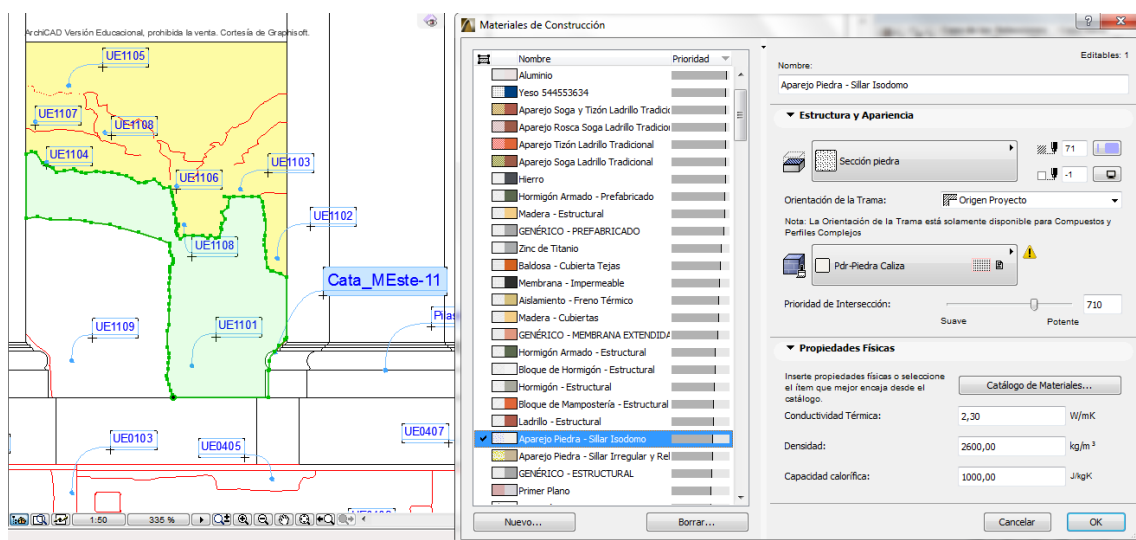 ArchiCAD Versión Educacional, prohibida la venta. Cortesía de Graphisoft.
UE1105
UE1107
UE1108
UE1104
UE1103
UE1106
UE1102
UE1108
Cata_MEste-11
UE1109
UE1101
Pilas
UE0103
UE0405
UE0407
1:50
335 %
Materiales de Construcción
Nombre
Prioridad
Aluminio
Yeso 544553634
Aparejo Soga y Tizón Ladrillo Tradici
Aparejo Rosca Soga Ladrillo Tradicion
Aparejo Tizón Ladrillo Tradicional
Aparejo Soga Ladrillo Tradicional
Hierro
Hormigón Armado - Prefabricado
Madera - Estructural
GENÉRICO - PREFABRICADO
Zinc de Titanio
Baldosa - Cubierta Tejas
Membrana - Impermeable
Aislamiento - Freno Térmico
Madera - Cubiertas
GENÉRICO - MEMBRANA EXTENDIDA
Hormigón Armado - Estructural
Bloque de Hormigón - Estructural
Hormigón - Estructural
Bloque de Mampostería - Estructural
Ladrillo - Estructural
Aparejo Piedra - Sillar Isodomo
Aparejo Piedra - Sillar Irregular y Rel
GENÉRICO - ESTRUCTURAL
Primer Plano
Nuevo...
Borrar...
Editables: 1
Nombre:
Aparejo Piedra - Sillar Isodomo
Estructura y Apariencia
Sección piedra
71
-1
Orientación de la Trama:
Origen Proyecto
Nota: La Orientación de la Trama está solamente disponible para Compuestos y
Perfiles Complejos
Pdr-Piedra Caliza
Prioridad de Intersección:
710
Suave
Potente
Propiedades Físicas
Inserte propiedades físicas o seleccione
el ítem que mejor encaja desde el
catálogo.
Catálogo de Materiales...
Conductividad Térmica:
2,30
W/mK
Densidad:
2600,00
kg/m³
Capacidad calorífica:
1000,00
J/kgK
Cancelar
OK